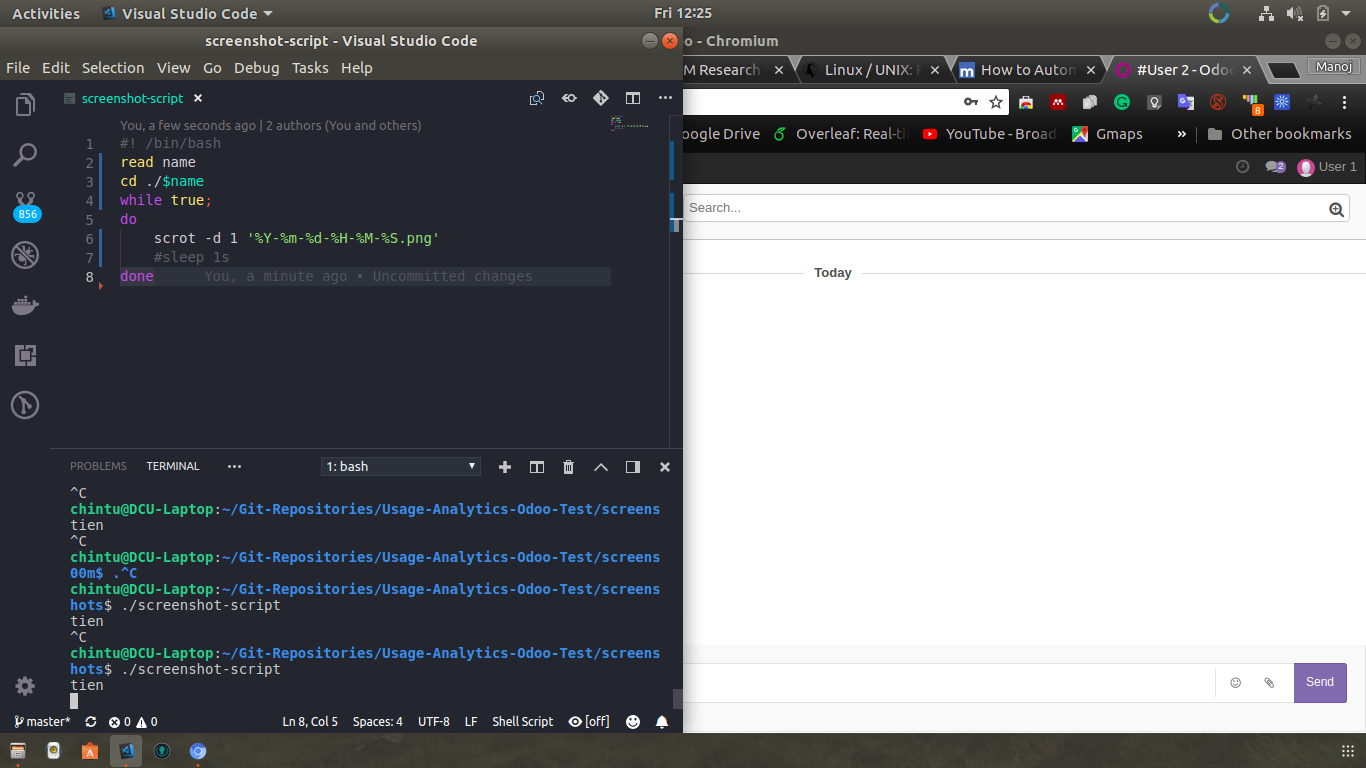 Activities Visual Studio Code Fri 12:25
screenshot-script - Visual Studio Code
o - Chromium
File Edit Selection View Go Debug Tasks Help
M Research Linux / UNIX: How to Autom #User 2 - Odoo Manoj
screenshot-script
8
You, a few seconds ago | 2 authors (You and others)
oogle Drive Overleaf: Real-ti YouTube - Broad Gmaps » Other bookmarks
1 #! /bin/bash
2 read name
3 cd ./$name
4 while true;
5 do
6 scrot -d 1 '%Y-%m-%d-%H-%M-%S.png'
7 #sleep 1s
8 done You, a minute ago • Uncommitted changes
856
2 User 1
Search...
Today
PROBLEMS TERMINAL ••• 1: bash
^C
chintu@DCU-Laptop:~/Git-Repositories/Usage-Analytics-Odoo-Test/screens
tien
^C
chintu@DCU-Laptop:~/Git-Repositories/Usage-Analytics-Odoo-Test/screens
00m$ .^C
chintu@DCU-Laptop:~/Git-Repositories/Usage-Analytics-Odoo-Test/screens
hots$ ./screenshot-script
tien
^C
chintu@DCU-Laptop:~/Git-Repositories/Usage-Analytics-Odoo-Test/screens
hots$ ./screenshot-script
tien
Send
master* 0 0 Ln 8, Col 5 Spaces: 4 UTF-8 LF Shell Script [off]